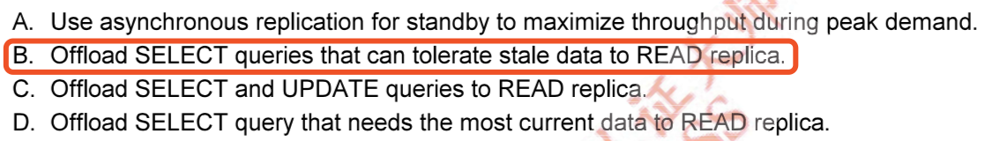 A. Use asynchronous replication for standby to maximize throughput during peak demand.
B. Offload SELECT queries that can tolerate stale data to READ replica.
C. Offload SELECT and UPDATE queries to READ replica.
D. Offload SELECT query that needs the most current data to READ replica.